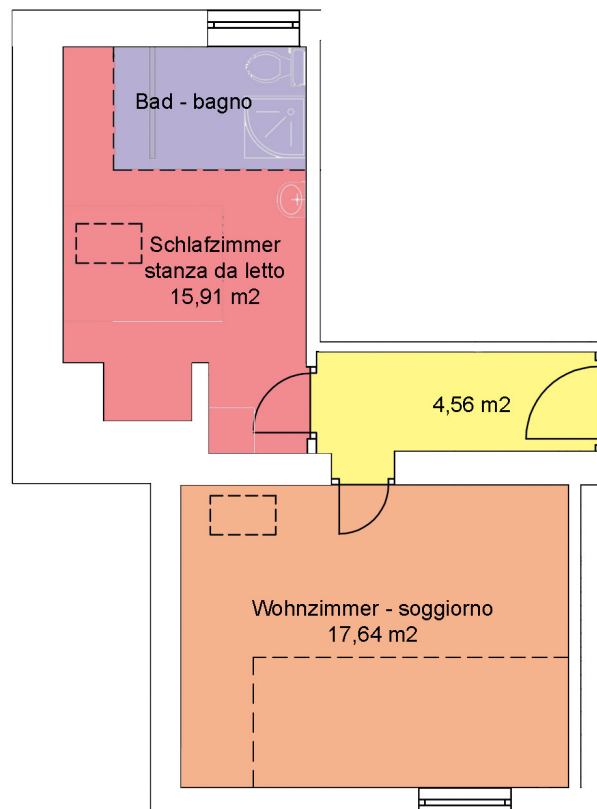 Bad - bagno
Schlafzimmer
stanza da letto
15,91 m2
4,56 m2
Wohnzimmer - soggiorno
17,64 m2